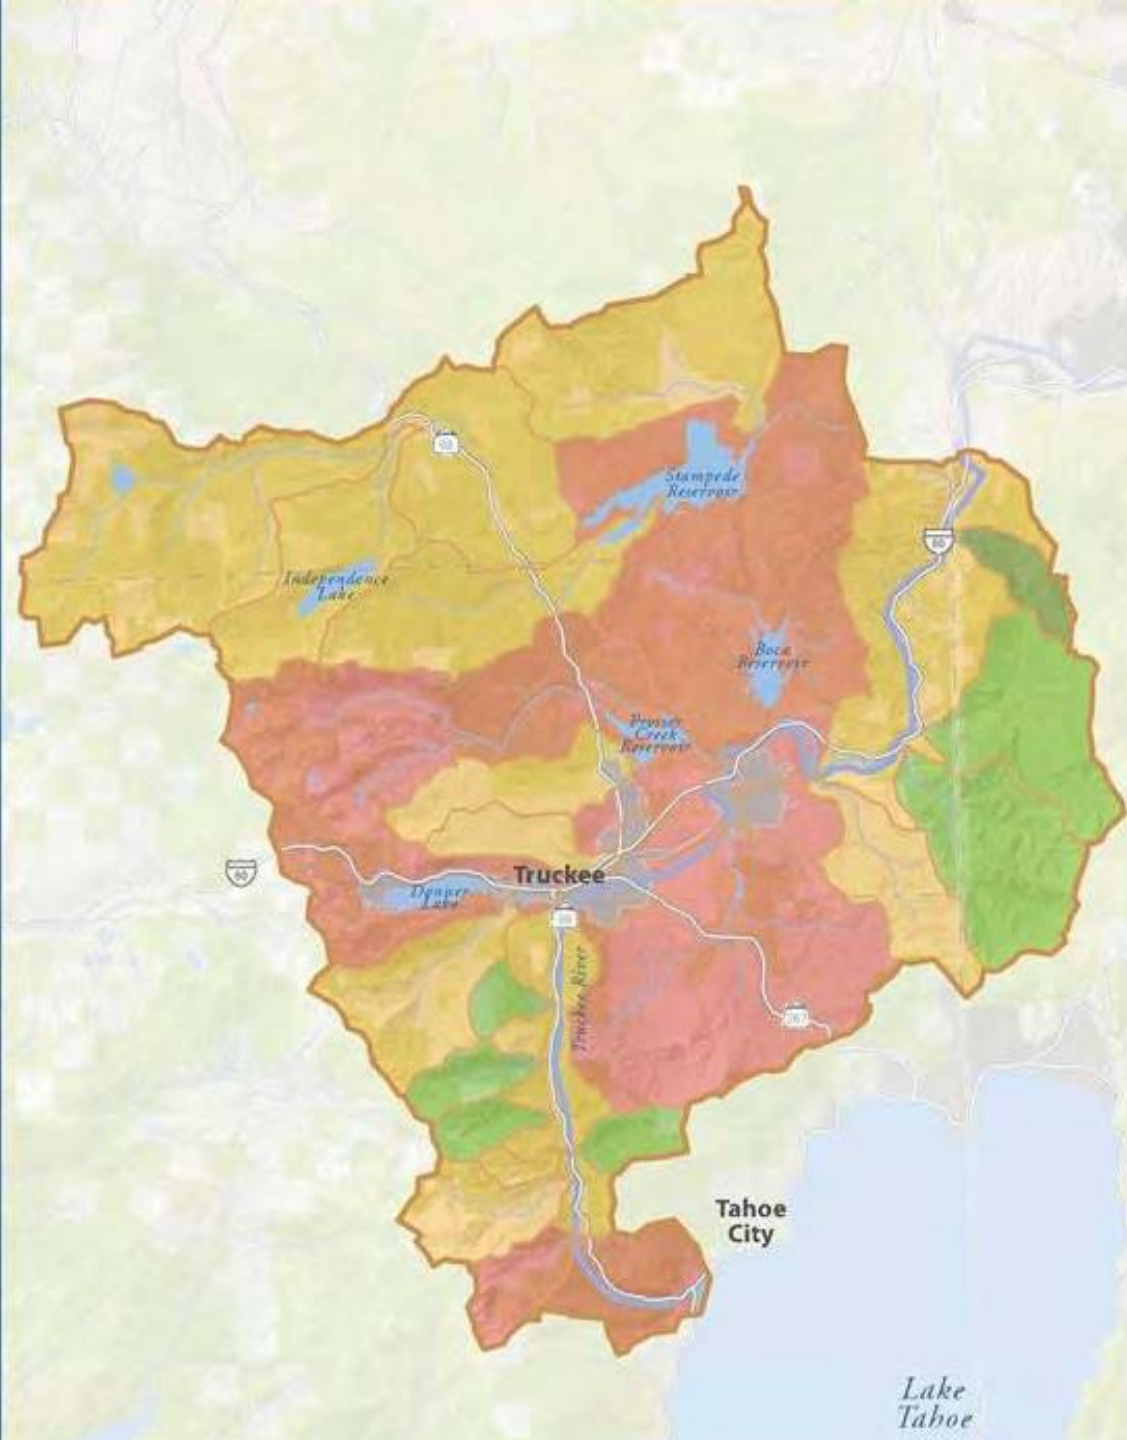 Stampede
Reservoir
80
Independence
Lake
Boca
Reservoir
Prosser
Creek
Reservoir
80
Truckee
Donner
Lake
Truckee River
267
Tahoe
City
Lake
Tahoe